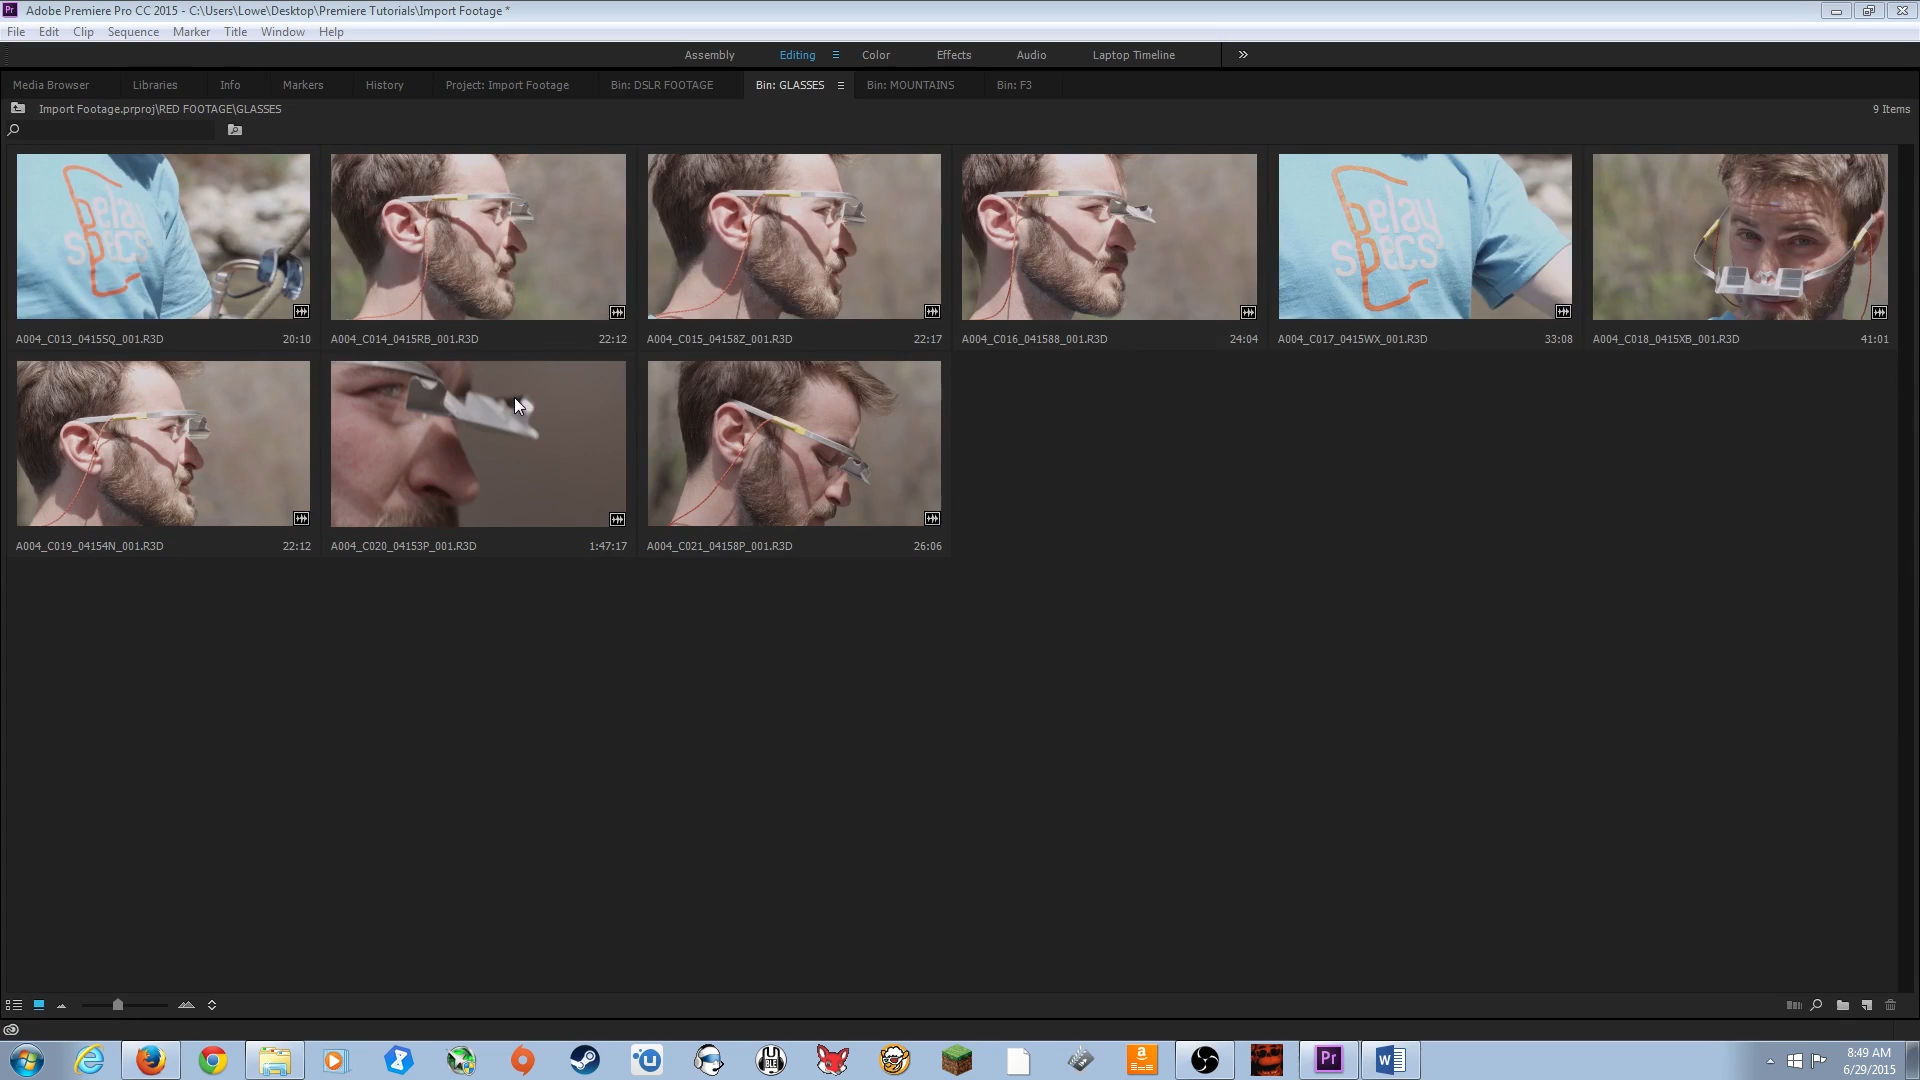 Adobe Premiere Pro CC 2015 - C:\Users\Lowe\Desktop\Premiere Tutorials\Import Footage *
File Edit Clip Sequence Marker Title Window Help
Assembly Editing Color Effects Audio Laptop Timeline
Media Browser Libraries Info Markers History Project: Import Footage Bin: DSLR FOOTAGE Bin: GLASSES Bin: MOUNTAINS Bin: F3
Import Footage.prproj\RED FOOTAGE\GLASSES 9 Items
Belay
specs
Belay
specs
A004_C013_0415SQ_001.R3D 20:10 A004_C014_0415RB_001.R3D 22:12 A004_C015_04158Z_001.R3D 22:17 A004_C016_041588_001.R3D 24:04 A004_C017_0415WX_001.R3D 33:08 A004_C018_0415XB_001.R3D 41:01
A004_C019_04154N_001.R3D 22:12 A004_C020_04153P_001.R3D 1:47:17 A004_C021_04158P_001.R3D 26:06
8:49 AM
6/29/2015